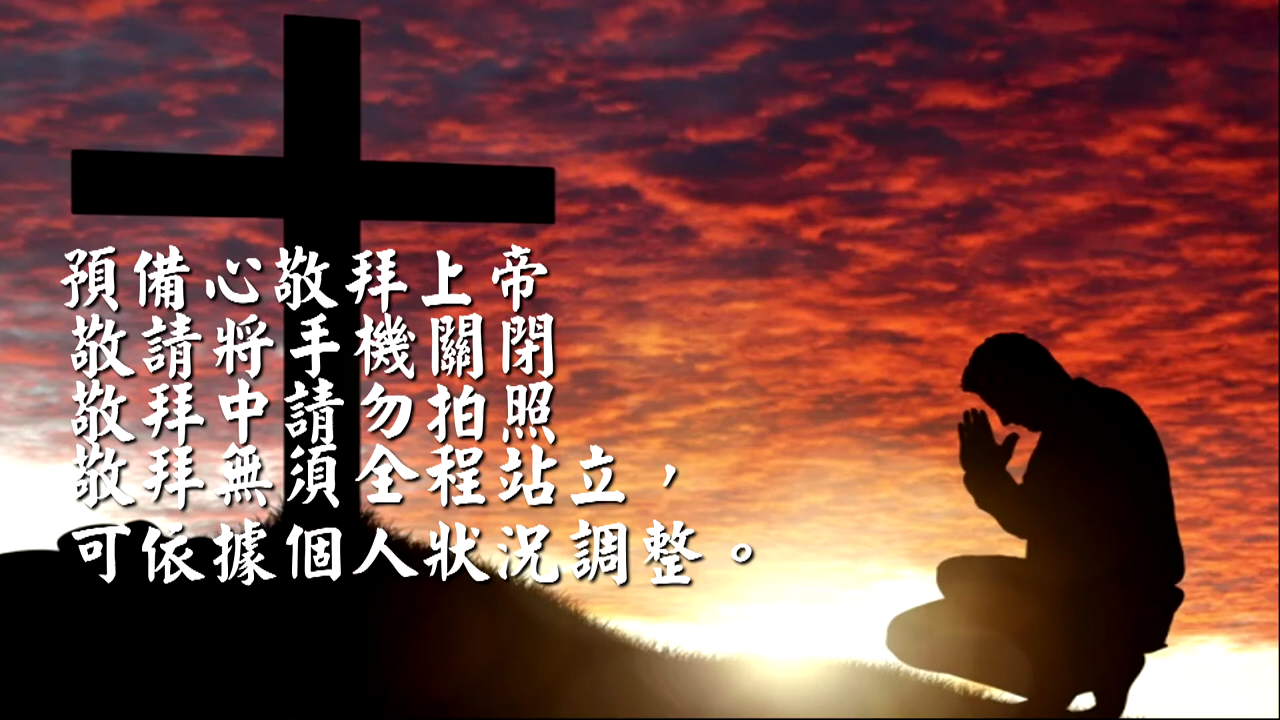 預備心敬拜上帝
敬請將手機關閉
敬拜中請勿拍照
敬拜無須全程站立，
可依據個人狀況調整。